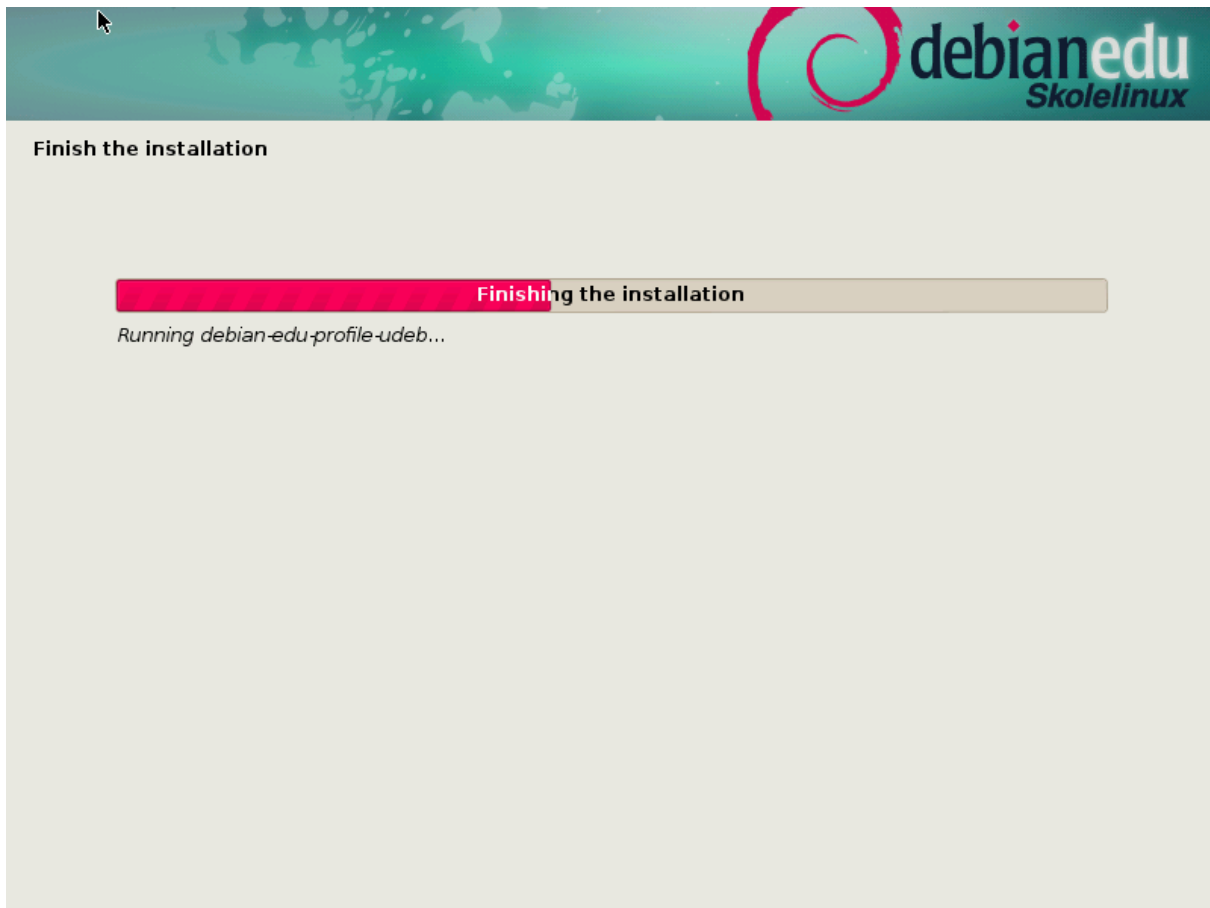 debianedu
Skolelinux
Finish the installation
Finishing the installation
Running debian-edu-profile-udeb...